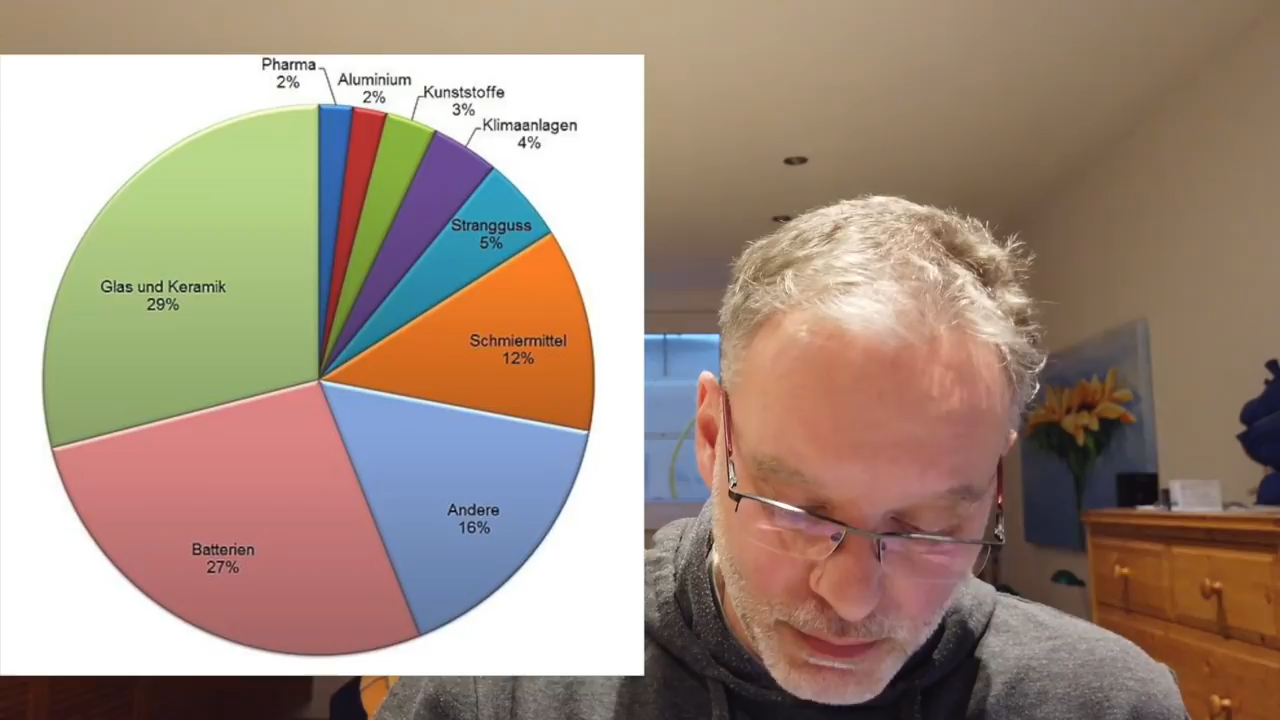 Pharma
2%
Aluminium
2%
Kunststoffe
3%
Klimaanlagen
4%
Strangguss
5%
Schmiermittel
12%
Andere
16%
Batterien
27%
Glas und Keramik
29%